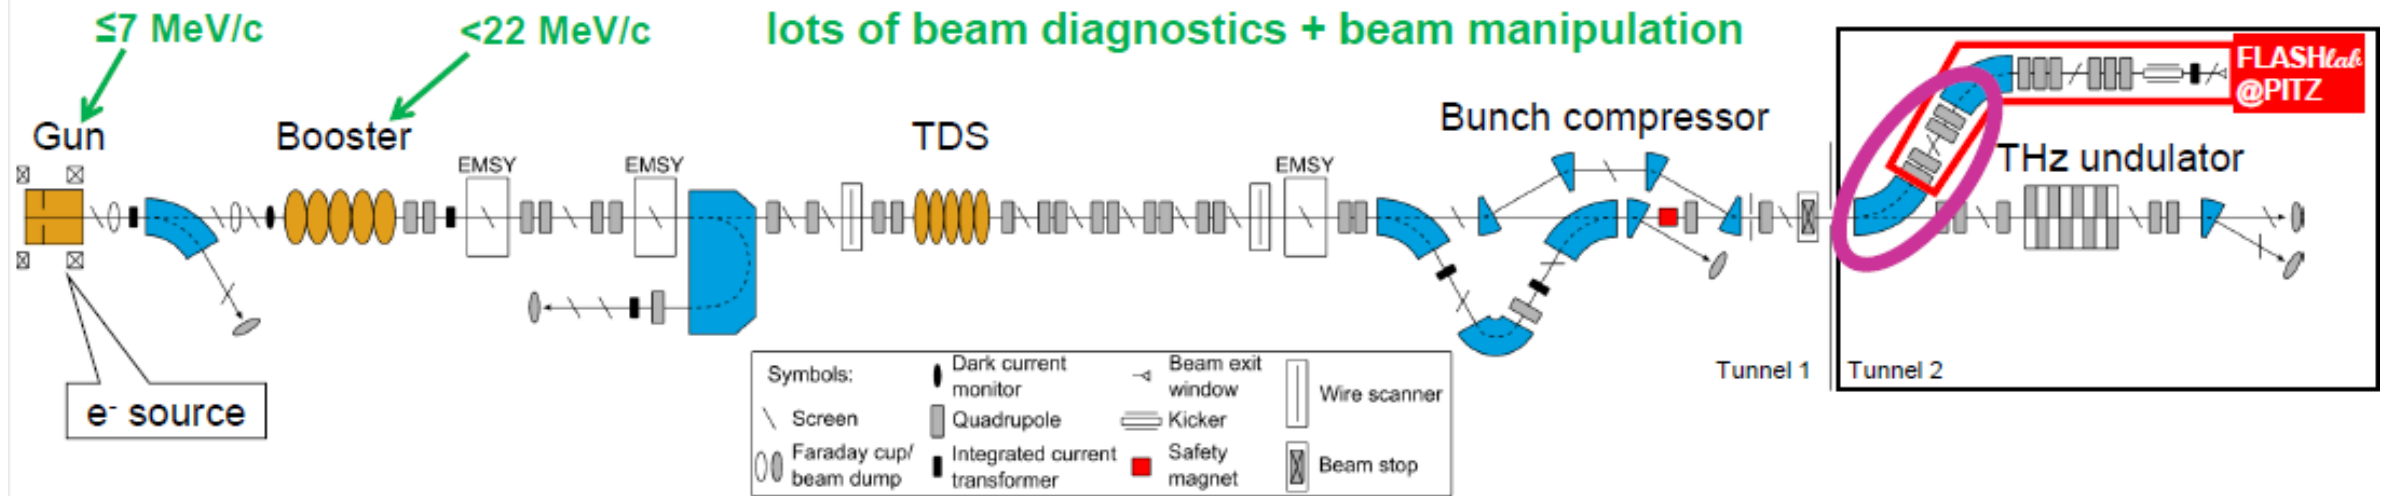 ≤7 MeV/c
<22 MeV/c
lots of beam diagnostics + beam manipulation
FLASHlab
@PITZ
Gun
Booster
TDS
Bunch compressor
THz undulator
EMSY
EMSY
EMSY
e- source
Tunnel 1
Tunnel 2
Symbols:
Screen
Faraday cup/
beam dump
Dark current
monitor
Quadrupole
Integrated current
transformer
Beam exit
window
Kicker
Safety
magnet
Wire scanner
Beam stop